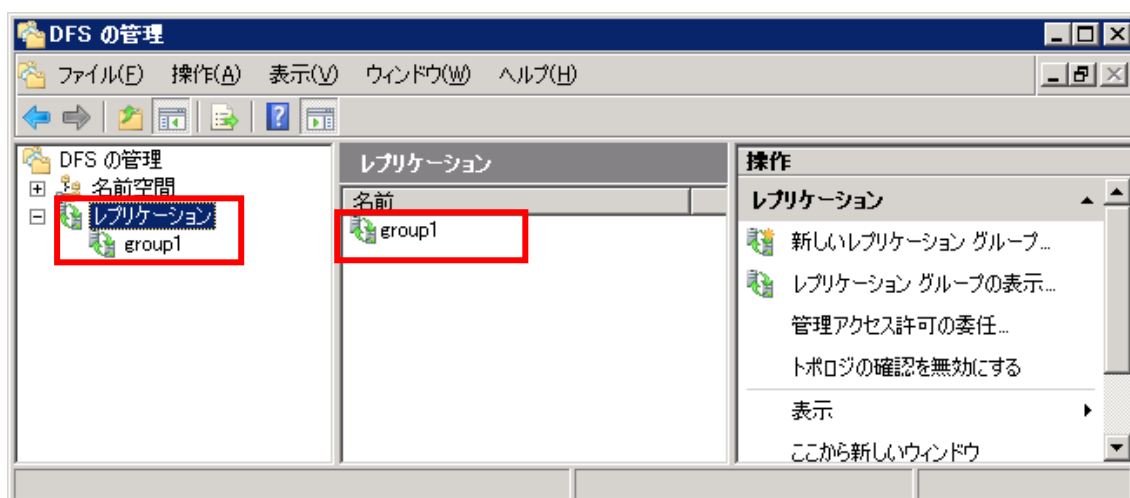 DFS の管理
ファイル(F) 操作(A) 表示(V) ウィンドウ(W) ヘルプ(H)
DFS の管理
名前空間
レプリケーション
group1
レプリケーション
名前
group1
操作
レプリケーション
新しいレプリケーション グループ...
レプリケーション グループの表示...
管理アクセス許可の委任...
トポロジの確認を無効にする
表示
ここから新しいウィンドウ